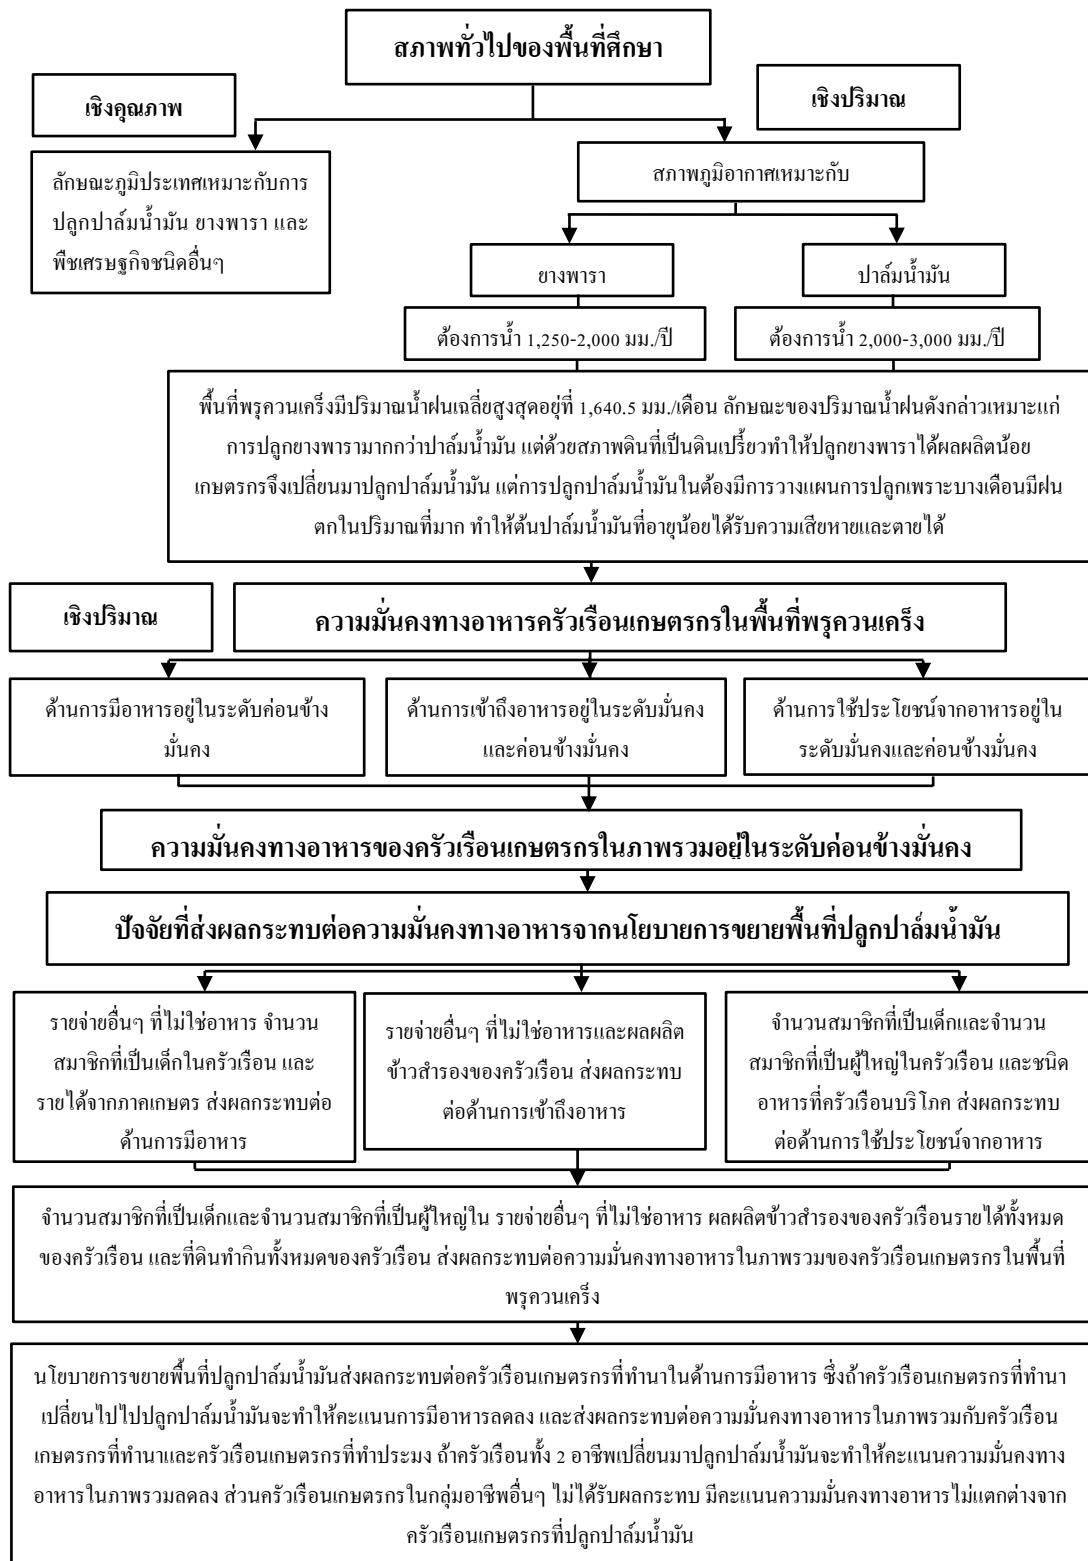 สภาพทั่วไปของพื้นที่ศึกษา
เชิงคุณภาพ
เชิงปริมาณ
ลักษณะภูมิประเทศเหมาะกับการ
ปลูกปาล์มน้ำมัน ยางพารา และ
พืชเศรษฐกิจชนิดอื่นๆ
สภาพภูมิอากาศเหมาะกับ
ยางพารา
ปาล์มน้ำมัน
ต้องการน้ำ 1,250-2,000 มม./ปี
ต้องการน้ำ 2,000-3,000 มม./ปี
พื้นที่พรุควนเคร็งมีปริมาณน้ำฝนเฉลี่ยสูงสุดอยู่ที่ 1,640.5 มม./เดือน ลักษณะของปริมาณน้ำฝนดังกล่าวเหมาะแก่
การปลูกยางพารามากกว่าปาล์มน้ำมัน แต่ด้วยสภาพดินที่เป็นดินเปรี้ยวทำให้ปลูกยางพาราได้ผลผลิตน้อย
เกษตรกรจึงเปลี่ยนมาปลูกปาล์มน้ำมัน แต่การปลูกปาล์มน้ำมันในต้องมีการวางแผนการปลูกเพราะบางเดือนมีฝน
ตกในปริมาณที่มาก ทำให้ต้นปาล์มน้ำมันที่อายุน้อยได้รับความเสียหายและตายได้
เชิงปริมาณ
ความมั่นคงทางอาหารครัวเรือนเกษตรกรในพื้นที่พรุควนเคร็ง
ด้านการมีอาหารอยู่ในระดับค่อนข้าง
มั่นคง
ด้านการเข้าถึงอาหารอยู่ในระดับมั่นคง
และค่อนข้างมั่นคง
ด้านการใช้ประโยชน์จากอาหารอยู่ใน
ระดับมั่นคงและค่อนข้างมั่นคง
ความมั่นคงทางอาหารของครัวเรือนเกษตรกรในภาพรวมอยู่ในระดับค่อนข้างมั่นคง
ปัจจัยที่ส่งผลกระทบต่อความมั่นคงทางอาหารจากนโยบายการขยายพื้นที่ปลูกปาล์มน้ำมัน
รายจ่ายอื่นๆ ที่ไม่ใช่อาหาร จำนวน
สมาชิกที่เป็นเด็กในครัวเรือน และ
รายได้จากภาคเกษตร ส่งผลกระทบต่อ
ด้านการมีอาหาร
รายจ่ายอื่นๆ ที่ไม่ใช่อาหารและผลผลิต
ข้าวสำรองของครัวเรือน ส่งผลกระทบ
ต่อด้านการเข้าถึงอาหาร
จำนวนสมาชิกที่เป็นเด็กและจำนวน
สมาชิกที่เป็นผู้ใหญ่ในครัวเรือน และชนิด
อาหารที่ครัวเรือนบริโภค ส่งผลกระทบ
ต่อด้านการใช้ประโยชน์จากอาหาร
จำนวนสมาชิกที่เป็นเด็กและจำนวนสมาชิกที่เป็นผู้ใหญ่ใน รายจ่ายอื่นๆ ที่ไม่ใช่อาหาร ผลผลิตข้าวสำรองของครัวเรือนรายได้ทั้งหมด
ของครัวเรือน และที่ดินทำกินทั้งหมดของครัวเรือน ส่งผลกระทบต่อความมั่นคงทางอาหารในภาพรวมของครัวเรือนเกษตรกรในพื้นที่
พรุควนเคร็ง
นโยบายการขยายพื้นที่ปลูกปาล์มน้ำมันส่งผลกระทบต่อครัวเรือนเกษตรกรที่ทำนาในด้านการมีอาหาร ซึ่งถ้าครัวเรือนเกษตรกรที่ทำนา
เปลี่ยนไปไปปลูกปาล์มน้ำมันจะทำให้คะแนนการมีอาหารลดลง และส่งผลกระทบต่อความมั่นคงทางอาหารในภาพรวมกับครัวเรือน
เกษตรกรที่ทำนาและครัวเรือนเกษตรกรที่ทำประมง ถ้าครัวเรือนทั้ง 2 อาชีพเปลี่ยนมาปลูกปาล์มน้ำมันจะทำให้คะแนนความมั่นคงทาง
อาหารในภาพรวมลดลง ส่วนครัวเรือนเกษตรกรในกลุ่มอาชีพอื่นๆ ไม่ได้รับผลกระทบ มีคะแนนความมั่นคงทางอาหารไม่แตกต่างจาก
ครัวเรือนเกษตรกรที่ปลูกปาล์มน้ำมัน